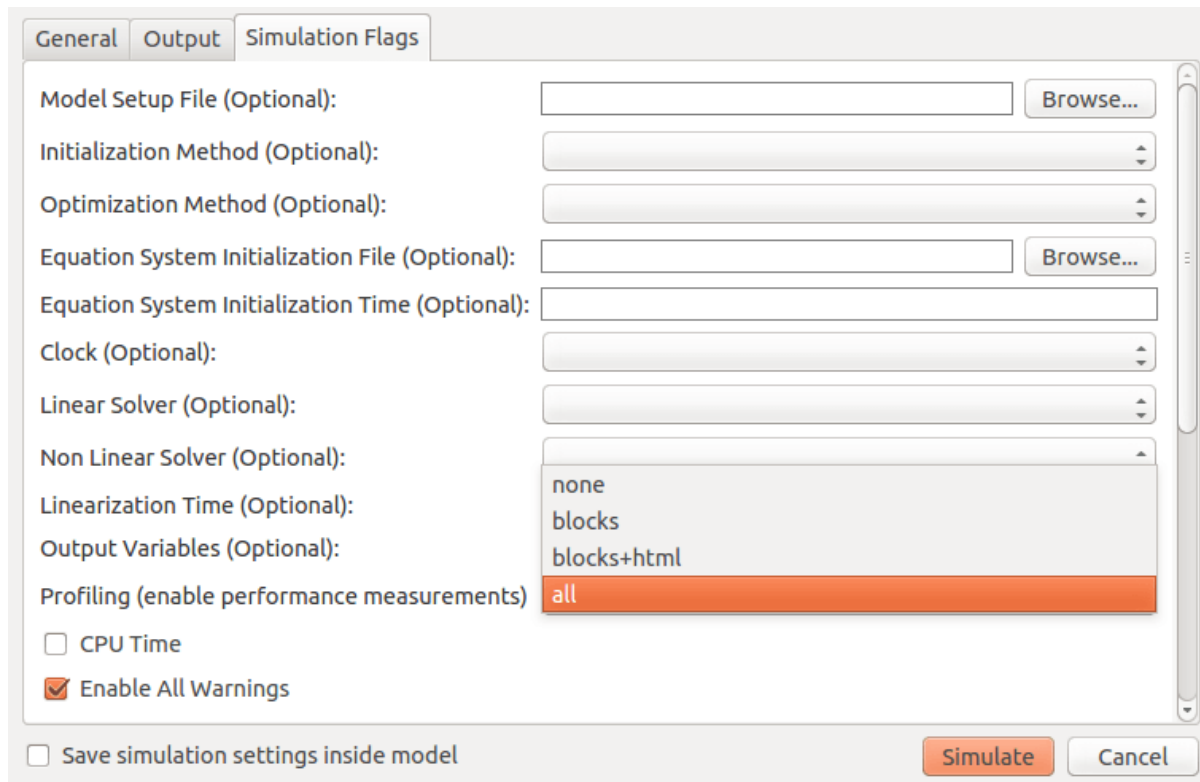 General Output Simulation Flags
Model Setup File (Optional): Browse...
Initialization Method (Optional):
Optimization Method (Optional):
Equation System Initialization File (Optional): Browse...
Equation System Initialization Time (Optional):
Clock (Optional):
Linear Solver (Optional):
Non Linear Solver (Optional):
none
Linearization Time (Optional):
blocks
Output Variables (Optional):
blocks+html
Profiling (enable performance measurements) all
CPU Time
Enable All Warnings
Save simulation settings inside model Simulate Cancel